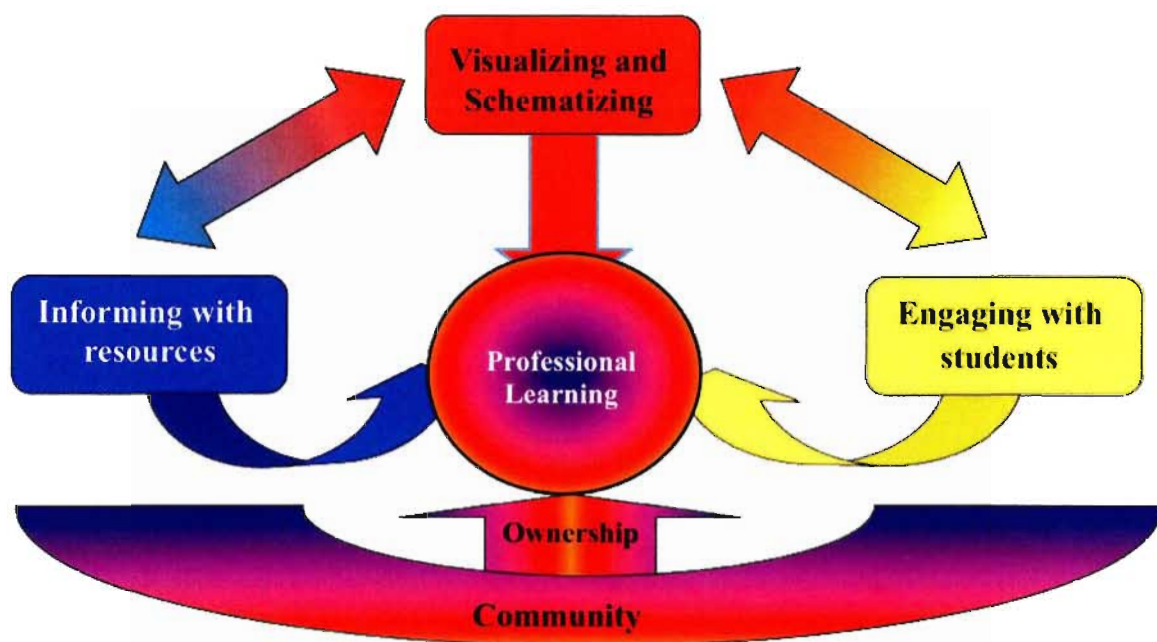 Visualizing and
Schematizing
Informing with
resources
Professional
Learning
Engaging with
students
Ownership
Community